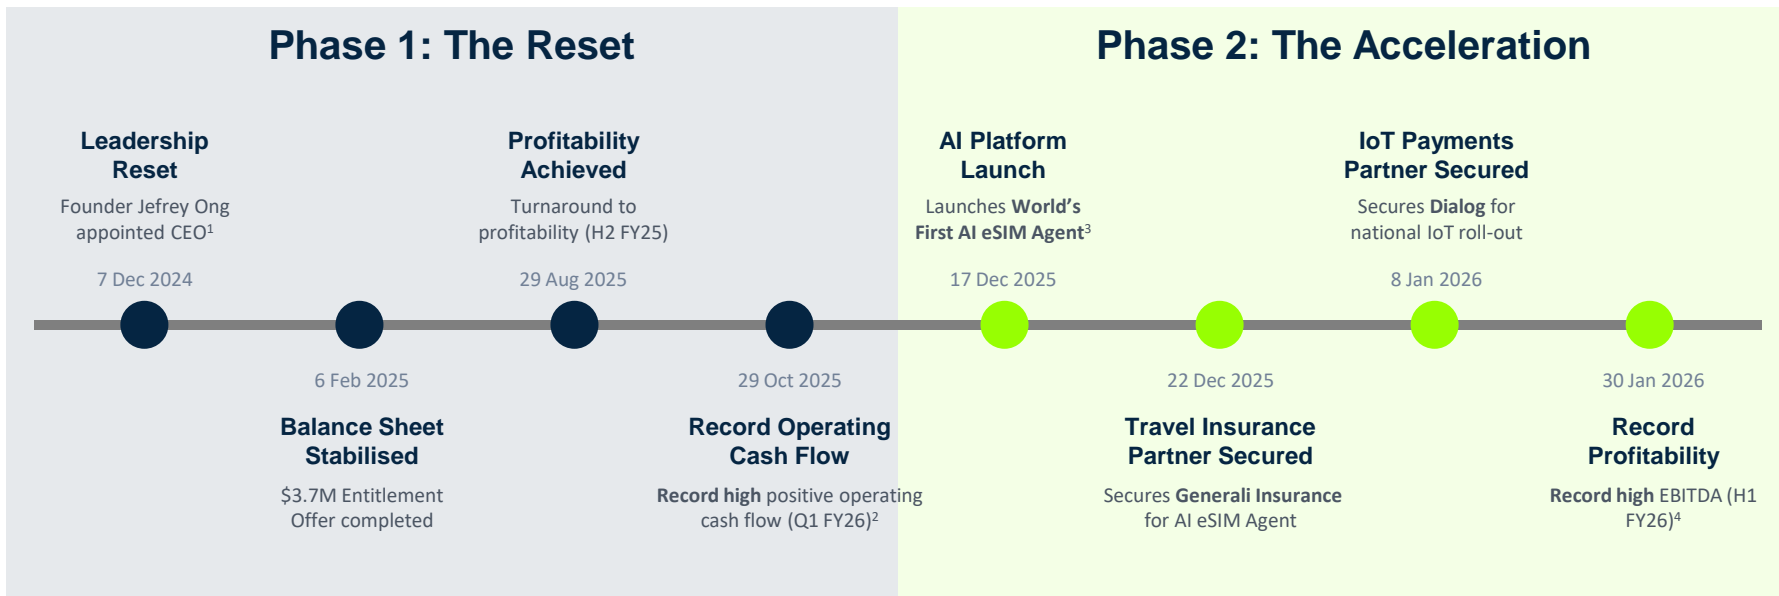 Phase 1: The Reset
Leadership
Reset
Founder Jefrey Ong
appointed CEO1
7 Dec 2024
6 Feb 2025
Balance Sheet
Stabilised
$3.7M Entitlement
Offer completed
Profitability
Achieved
Turnaround to
profitability (H2 FY25)
29 Aug 2025
29 Oct 2025
Record Operating
Cash Flow
Record high positive operating
cash flow (Q1 FY26)2
Phase 2: The Acceleration
AI Platform
Launch
Launches World’s
First AI eSIM Agent3
17 Dec 2025
22 Dec 2025
Travel Insurance
Partner Secured
Secures Generali Insurance
for AI eSIM Agent
IoT Payments
Partner Secured
Secures Dialog for
national IoT roll-out
8 Jan 2026
30 Jan 2026
Record
Profitability
Record high EBITDA (H1
FY26)4